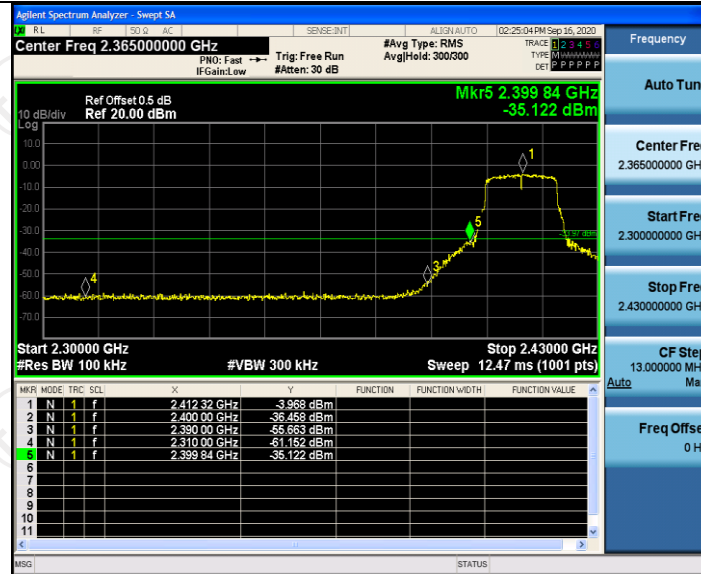 Agilent Spectrum Analyzer - Swept SA
LXI RL RF 50 Ω AC SENSE:INT ALIGN AUTO 02:25:04 PM Sep 16, 2020
Center Freq 2.365000000 GHz
PNO: Fast
IFGain:Low
Trig: Free Run
#Atten: 30 dB
#Avg Type: RMS
Avg|Hold: 300/300
TRACE 1 2 3 4 5 6
TYPE M
DET P P P P P P
Mkr5 2.399 84 GHz
-35.122 dBm
Ref Offset 0.5 dB
10 dB/div Ref 20.00 dBm
Log
10.0
0.00
-10.0
-20.0
-30.0
-40.0
-50.0
-60.0
-70.0
1
5
3
4
-33.97 dBm
Start 2.30000 GHz Stop 2.43000 GHz
#Res BW 100 kHz #VBW 300 kHz Sweep 12.47 ms (1001 pts)
MKR MODE TRC SCL X Y FUNCTION FUNCTION WIDTH FUNCTION VALUE
1 N 1 f 2.412 32 GHz -3.968 dBm
2 N 1 f 2.400 00 GHz -36.458 dBm
3 N 1 f 2.390 00 GHz -55.663 dBm
4 N 1 f 2.310 00 GHz -61.152 dBm
5 N 1 f 2.399 84 GHz -35.122 dBm
6
7
8
9
10
11
MSG STATUS
Frequency
Auto Tun
Center Fre
2.365000000 GH
Start Fre
2.300000000 GH
Stop Fre
2.430000000 GH
CF Step
13.000000 MH
Auto Ma
Freq Offse
0 H